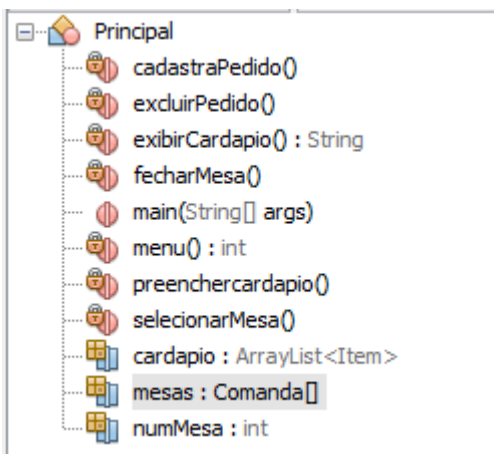 Principal
cadastraPedido()
excluirPedido()
exibirCardapio() : String
fecharMesa()
main(String[] args)
menu() : int
preenchercardapio()
selecionarMesa()
cardapio : ArrayList<Item>
mesas : Comanda[]
numMesa : int